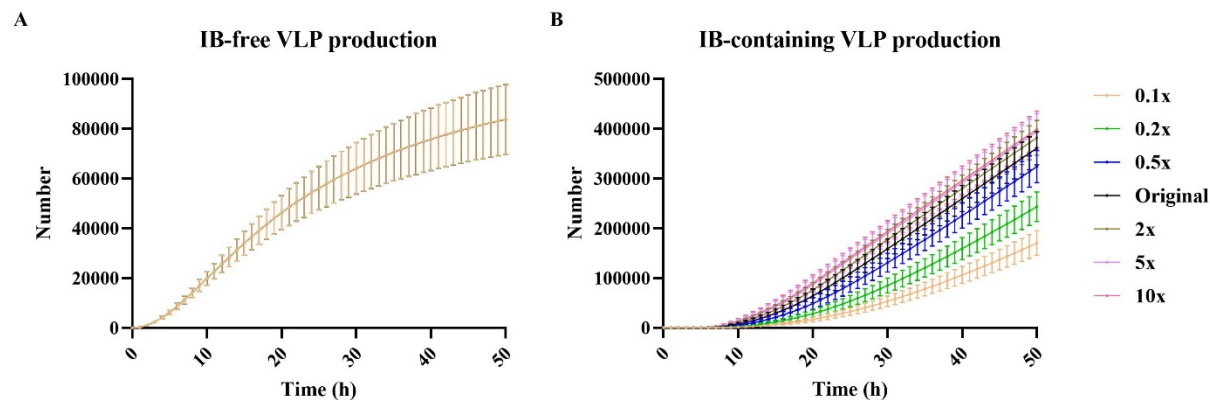 A
IB-free VLP production
Number
100000
80000
60000
40000
20000
0
0 10 20 30 40 50
Time (h)
B
IB-containing VLP production
Number
500000
400000
300000
200000
100000
0
0 10 20 30 40 50
Time (h)
0.1x
0.2x
0.5x
Original
2x
5x
10x